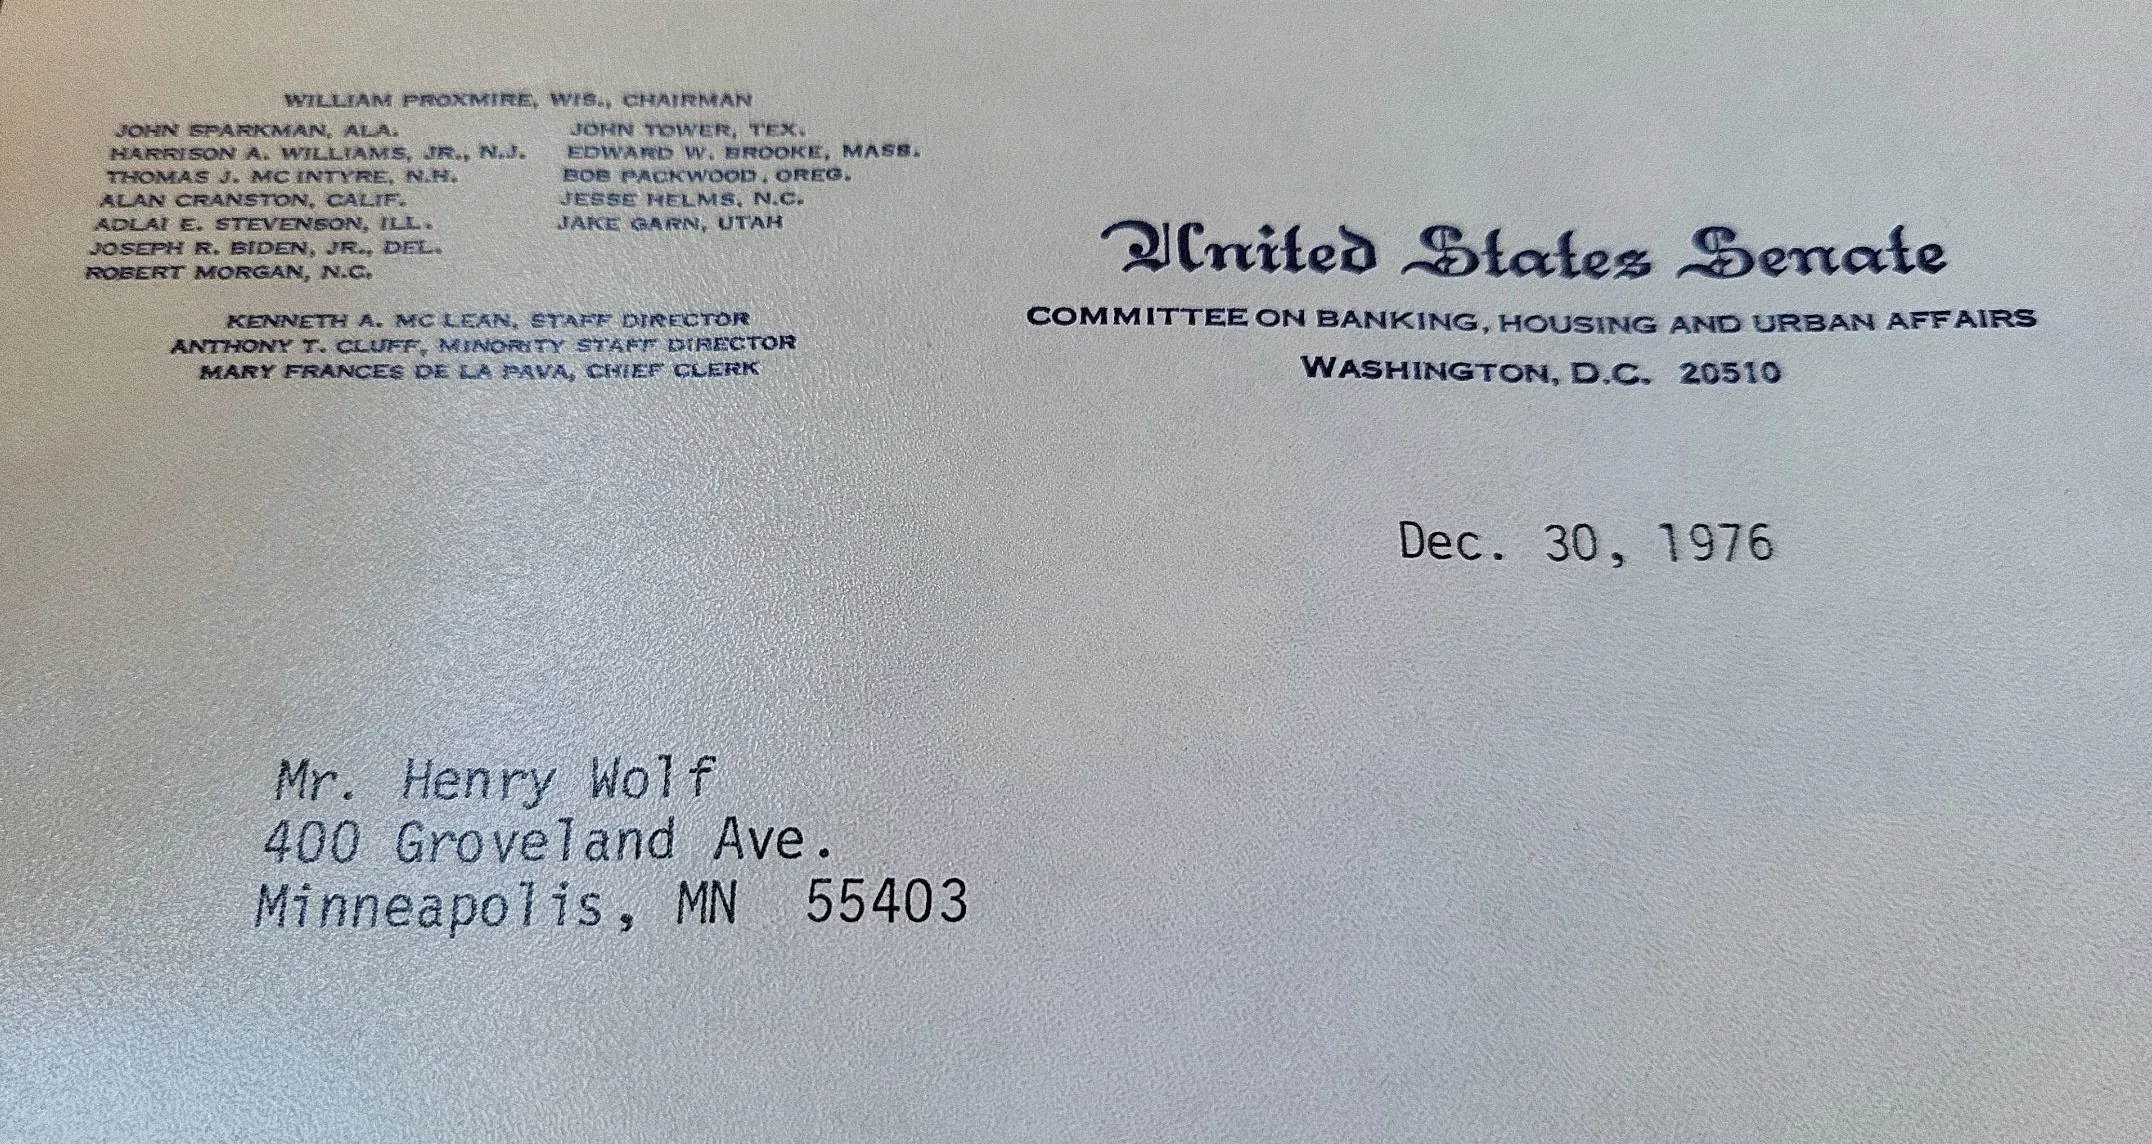 WILLIAM PROXMIRE, WIS., CHAIRMAN
JOHN SPARKMAN, ALA.
HARRISON A. WILLIAMS, JR., N.J.
THOMAS J. MC INTYRE, N.H.
ALAN CRANSTON, CALIF.
ADLAI E. STEVENSON, ILL.
JOSEPH R. BIDEN, JR., DEL.
ROBERT MORGAN, N.C.
JOHN TOWER, TEX.
EDWARD W. BROOKE, MASS.
BOB PACKWOOD, OREG.
JESSE HELMS, N.C.
JAKE GARN, UTAH
KENNETH A. MC LEAN, STAFF DIRECTOR
ANTHONY T. CLUFF, MINORITY STAFF DIRECTOR
MARY FRANCES DE LA PAVA, CHIEF CLERK
United States Senate
COMMITTEE ON BANKING, HOUSING AND URBAN AFFAIRS
WASHINGTON, D.C. 20510
Dec. 30, 1976
Mr. Henry Wolf
400 Groveland Ave.
Minneapolis, MN 55403